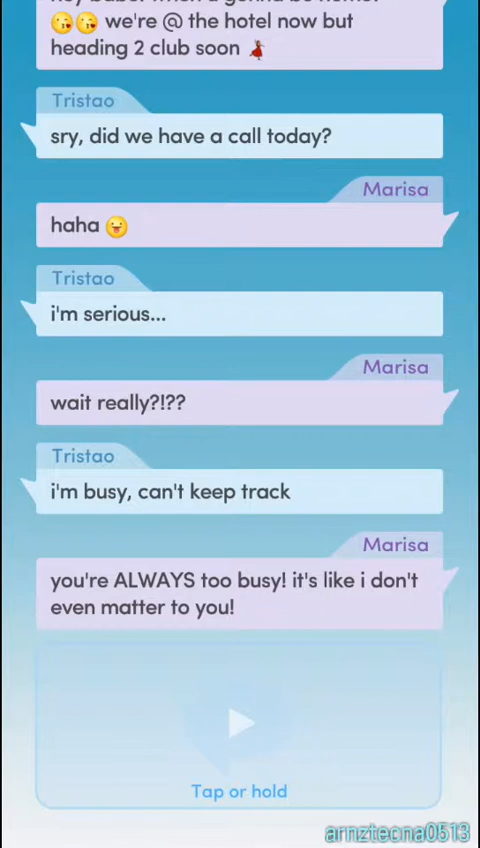 😘😘 we're @ the hotel now but
heading 2 club soon 💃
Tristao
sry, did we have a call today?
Marisa
haha 😛
Tristao
i'm serious...
Marisa
wait really?!??
Tristao
i'm busy, can't keep track
Marisa
you're ALWAYS too busy! it's like i don't
even matter to you!
Tap or hold
arnztecna0513